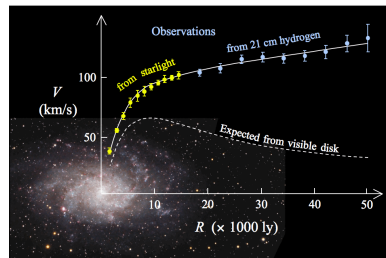 Observations
from 21 cm hydrogen
from starlight
V
(km/s)
100
50
Expected from visible disk
10
20
30
40
50
R (× 1000 ly)